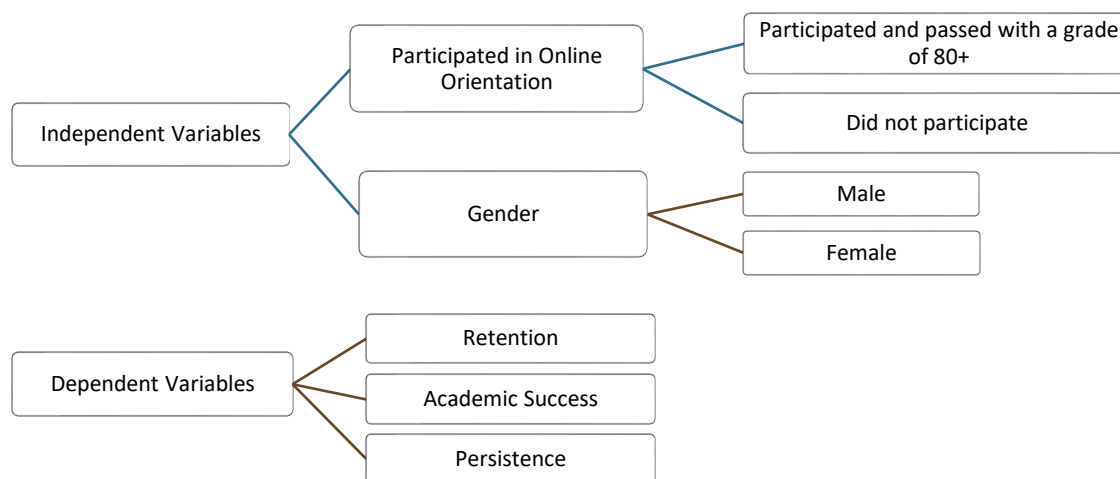 Independent Variables
Participated in Online
Orientation
Participated and passed with a grade
of 80+
Did not participate
Gender
Male
Female
Dependent Variables
Retention
Academic Success
Persistence